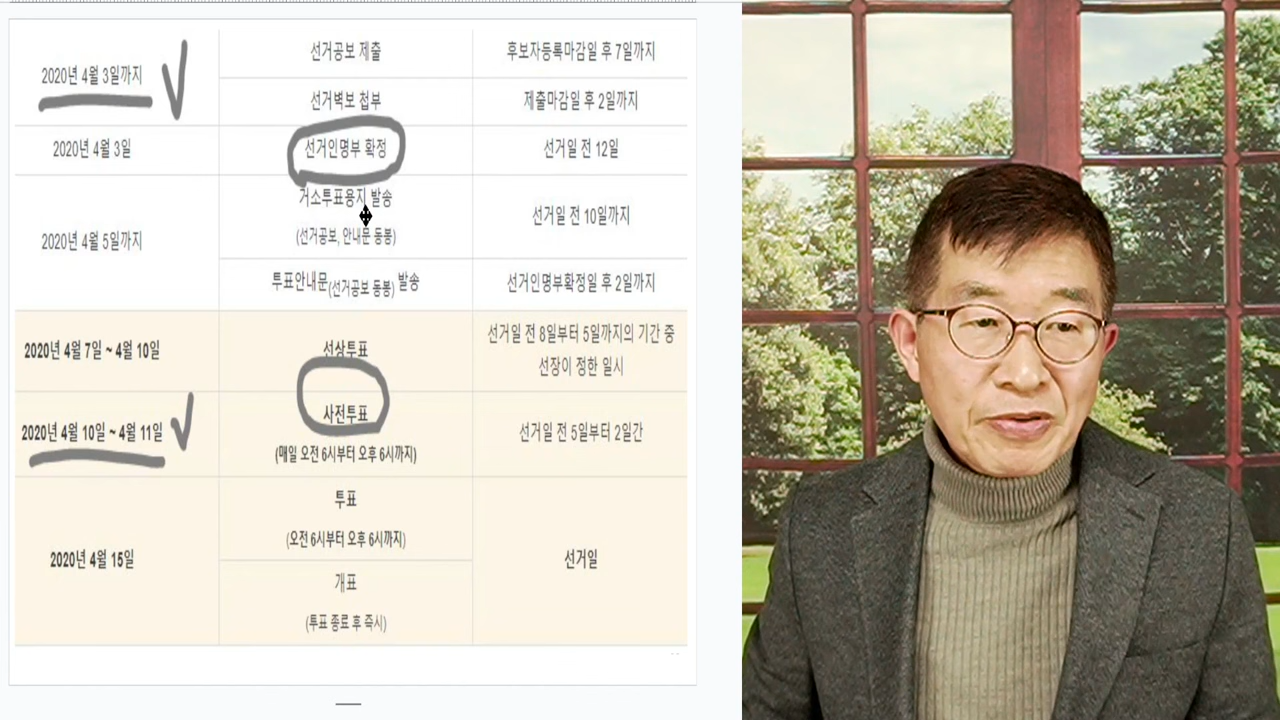 2020년 4월 3일까지
선거공보 제출
후보자등록마감일 후 7일까지
선거벽보 첩부
제출마감일 후 2일까지
2020년 4월 3일
선거인명부 확정
선거일 전 12일
2020년 4월 5일까지
거소투표용지 발송
(선거공보, 안내문 동봉)
선거일 전 10일까지
투표안내문(선거공보 동봉) 발송
선거인명부확정일 후 2일까지
2020년 4월 7일 ~ 4월 10일
선상투표
선거일 전 8일부터 5일까지의 기간 중
선장이 정한 일시
2020년 4월 10일 ~ 4월 11일
사전투표
(매일 오전 6시부터 오후 6시까지)
선거일 전 5일부터 2일간
2020년 4월 15일
투표
(오전 6시부터 오후 6시까지)
개표
(투표 종료 후 즉시)
선거일